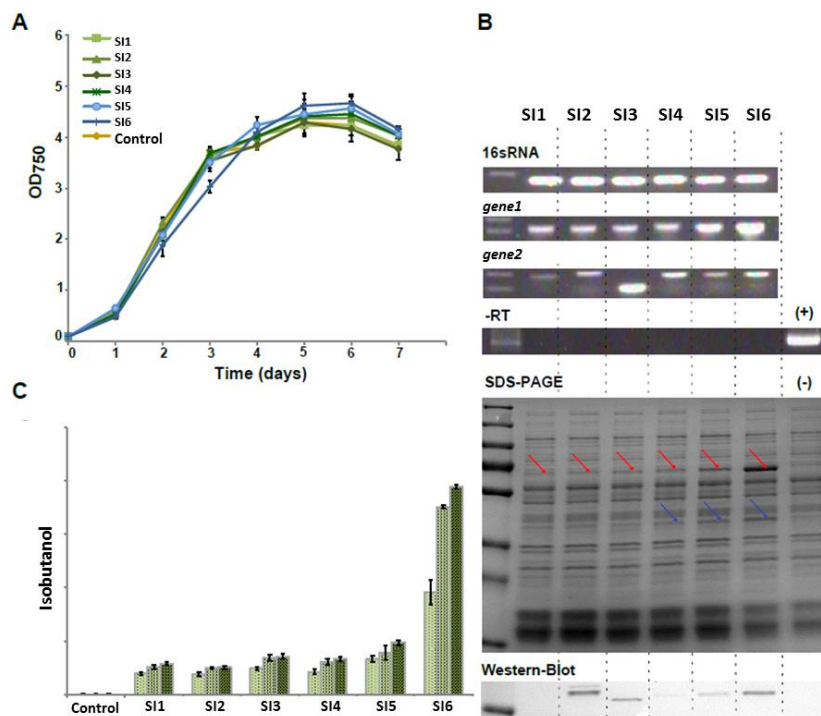 A
6
5
4
3
2
1
0
OD750
SI1
SI2
SI3
SI4
SI5
SI6
Control
0 1 2 3 4 5 6 7
Time (days)
B
SI1 SI2 SI3 SI4 SI5 SI6
16sRNA
gene1
gene2
-RT
(+)
SDS-PAGE
(-)
Western-Blot
C
Isobutanol
Control SI1 SI2 SI3 SI4 SI5 SI6